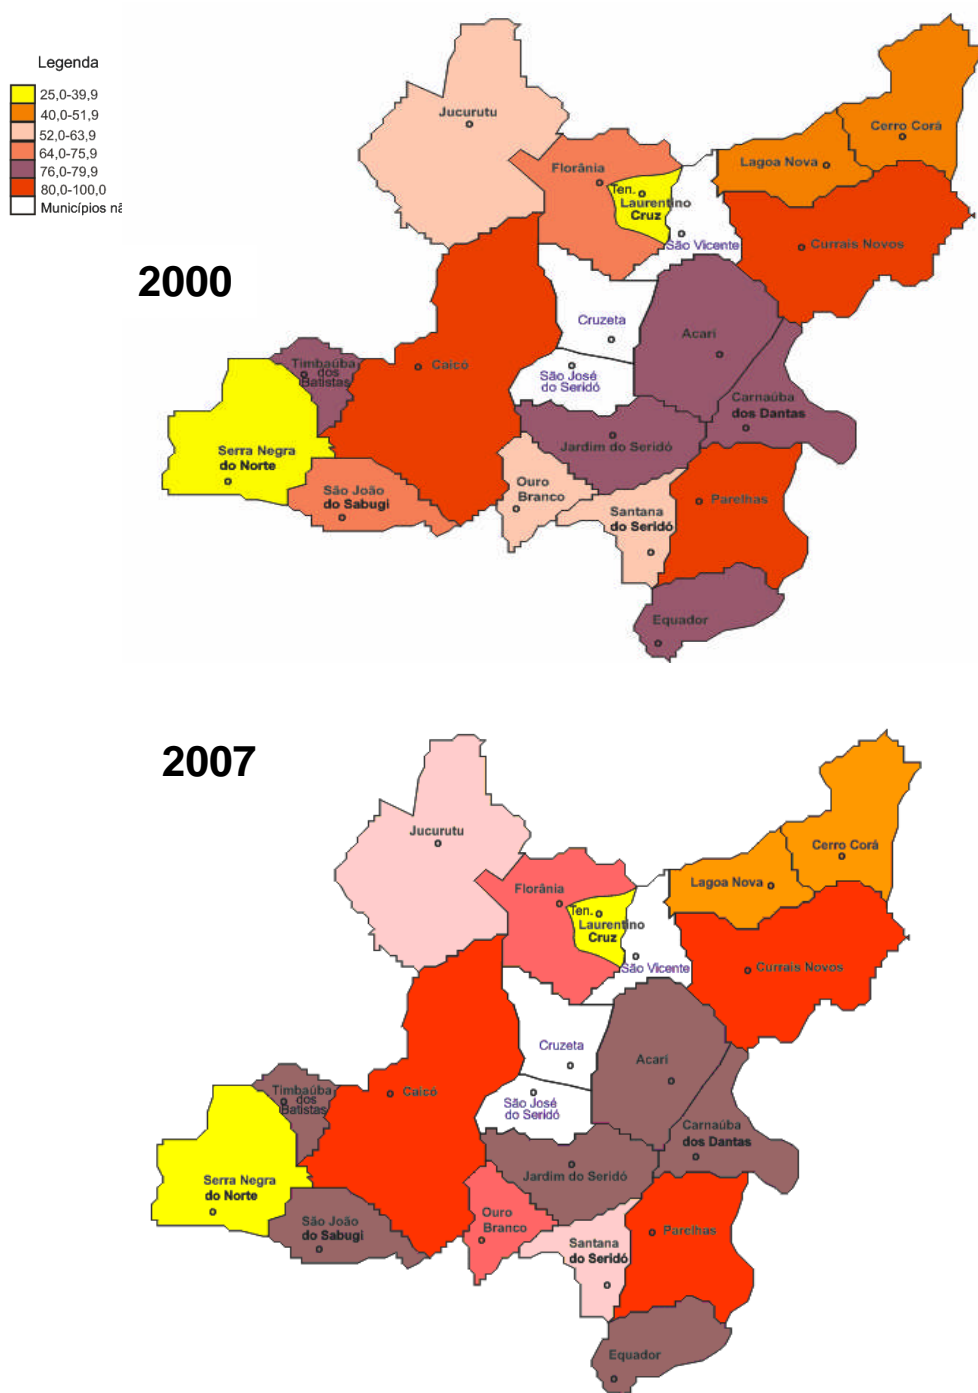 Legenda
25,0-39,9
40,0-51,9
52,0-63,9
64,0-75,9
76,0-79,9
80,0-100,0
Municípios nã
2000
Jucurutu
Cerro Corá
Lagoa Nova
Florânia
Ten.
Laurentino
Cruz
São Vicente
Currais Novos
Cruzeta
Acari
Timbaúba
dos
Batistas
Caicó
São José
do Seridó
Carnaúba
dos Dantas
Serra Negra
do Norte
Jardim do Seridó
São João
do Sabugi
Ouro
Branco
Santana
do Seridó
Parelhas
Equador
2007
Jucurutu
Cerro Corá
Lagoa Nova
Florânia
Ten.
Laurentino
Cruz
São Vicente
Currais Novos
Cruzeta
Acari
Timbaúba
dos
Batistas
Caicó
São José
do Seridó
Carnaúba
dos Dantas
Serra Negra
do Norte
Jardim do Seridó
São João
do Sabugi
Ouro
Branco
Santana
do Seridó
Parelhas
Equador